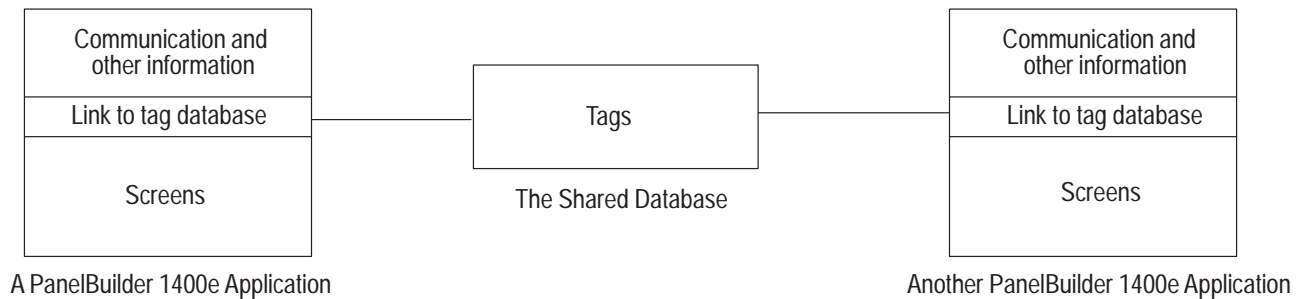 Communication and
other information
Link to tag database
Screens
A PanelBuilder 1400e Application
Tags
The Shared Database
Communication and
other information
Link to tag database
Screens
Another PanelBuilder 1400e Application